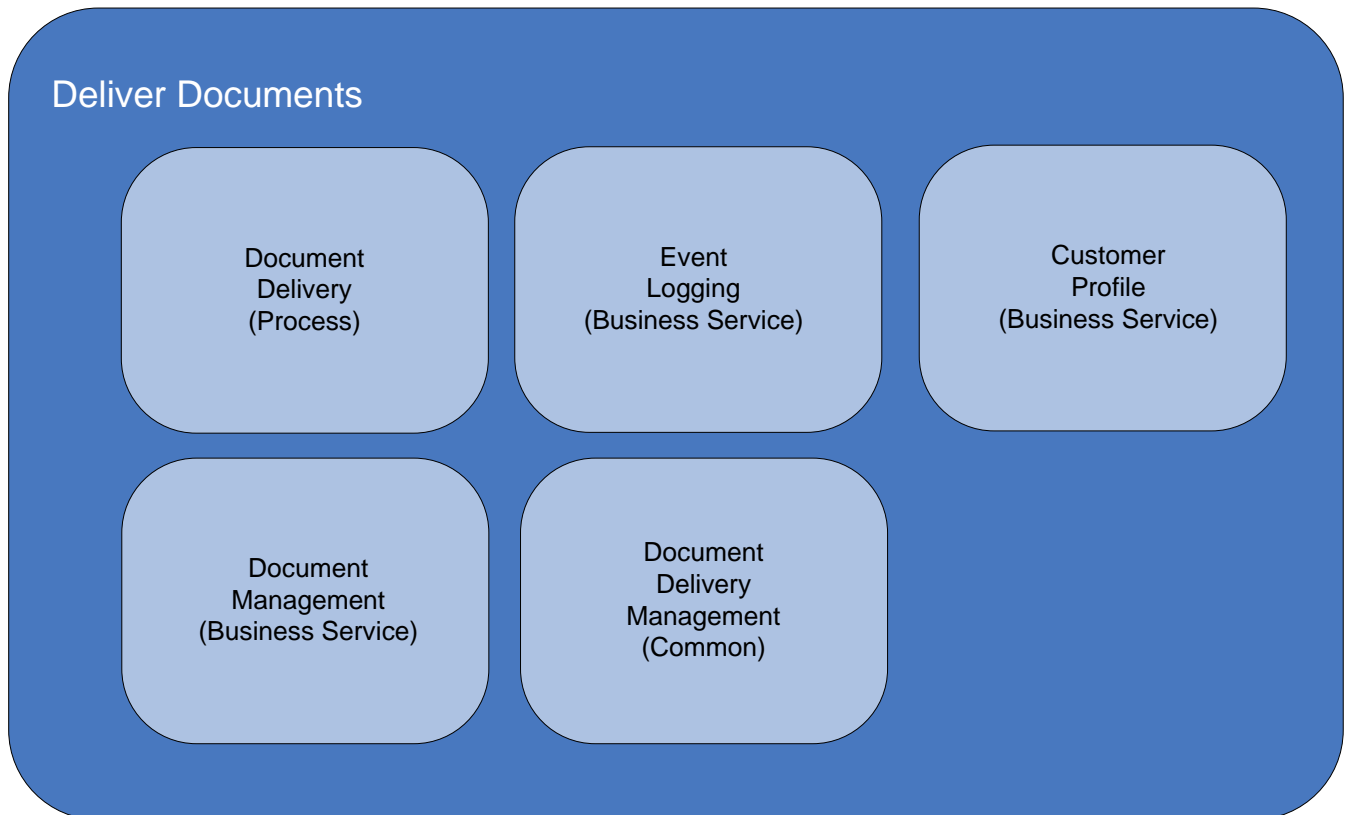 Deliver Documents
Document
Delivery
(Process)
Event
Logging
(Business Service)
Customer
Profile
(Business Service)
Document
Management
(Business Service)
Document
Delivery
Management
(Common)